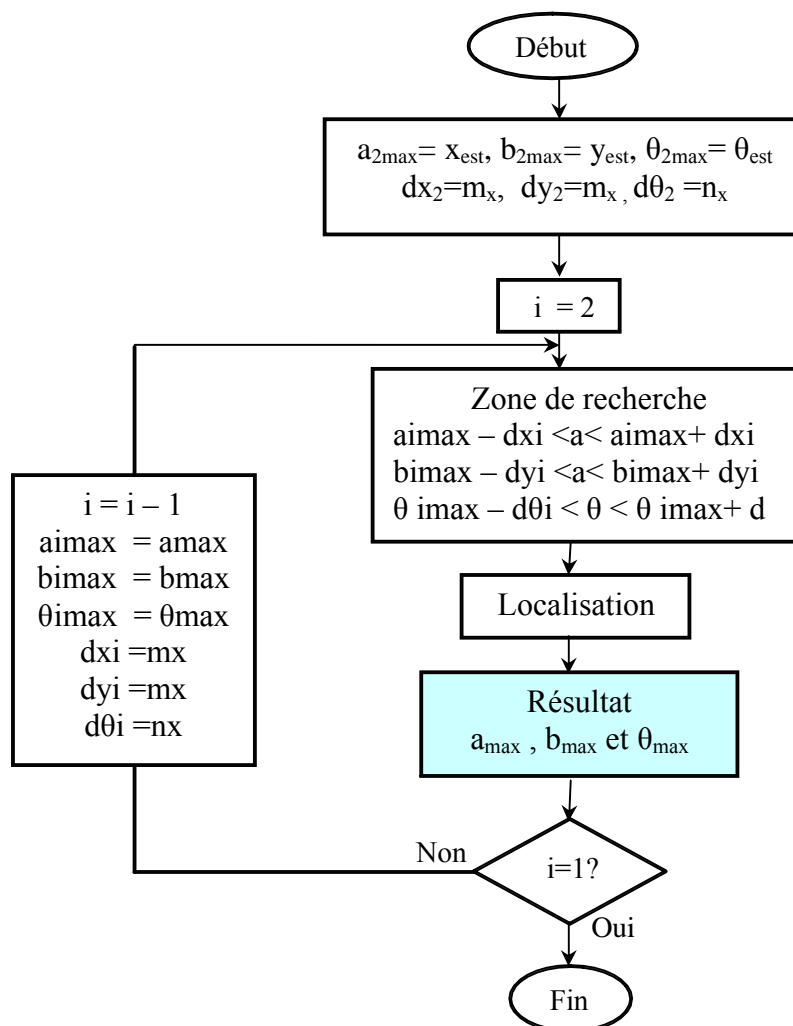 Début
a2max= xest, b2max= yest, θ2max= θest
dx2=mx, dy2=mx , dθ2 =nx
i = 2
Zone de recherche
aimax – dxi <a< aimax+ dxi
bimax – dyi <a< bimax+ dyi
θ imax – dθi < θ < θ imax+ d
i = i – 1
aimax = amax
bimax = bmax
θimax = θmax
dxi =mx
dyi =mx
dθi =nx
Localisation
Résultat
amax , bmax et θmax
Non
i=1?
Oui
Fin